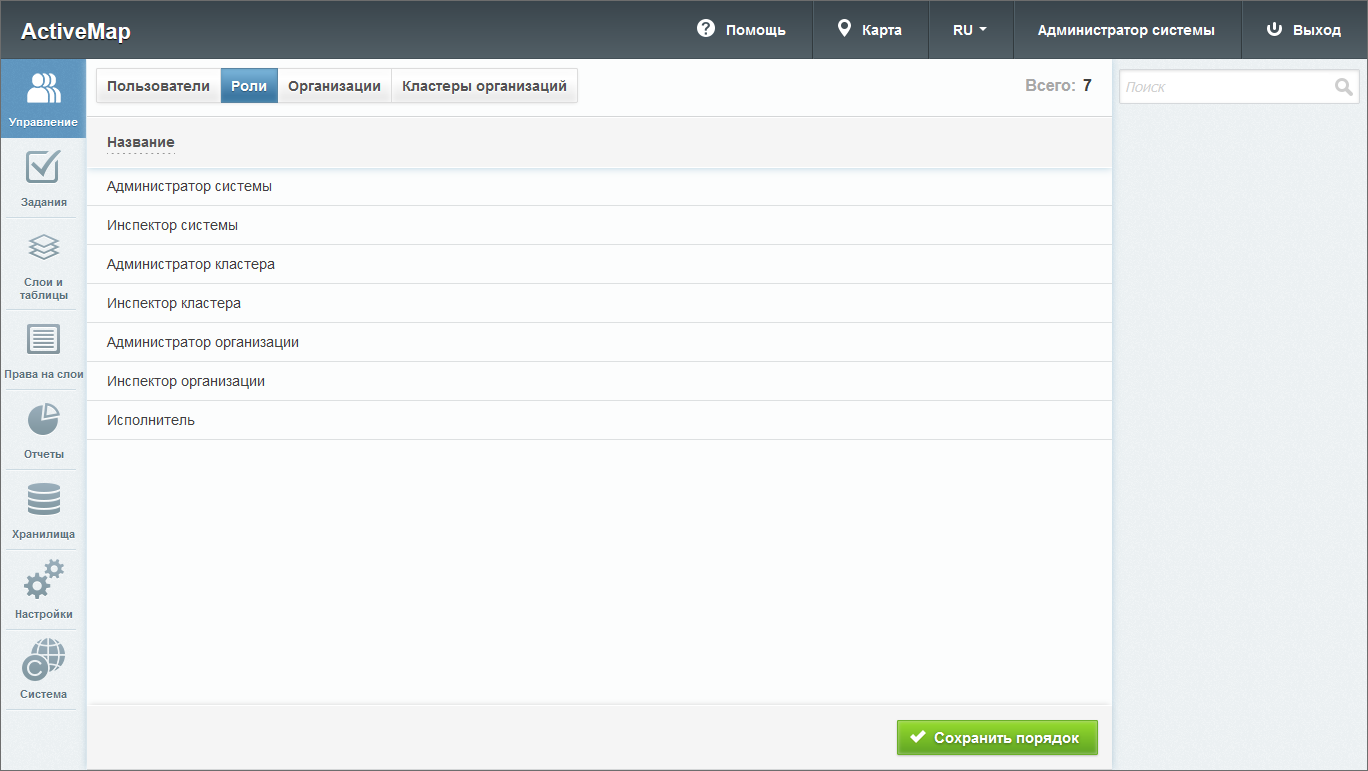 ActiveMap
Помощь
Карта
RU
Администратор системы
Выход
Управление
Задания
Слои и
таблицы
Права на слои
Отчеты
Хранилища
Настройки
Система
Пользователи
Роли
Организации
Кластеры организаций
Всего: 7
Название
Администратор системы
Инспектор системы
Администратор кластера
Инспектор кластера
Администратор организации
Инспектор организации
Исполнитель
Сохранить порядок
Поиск